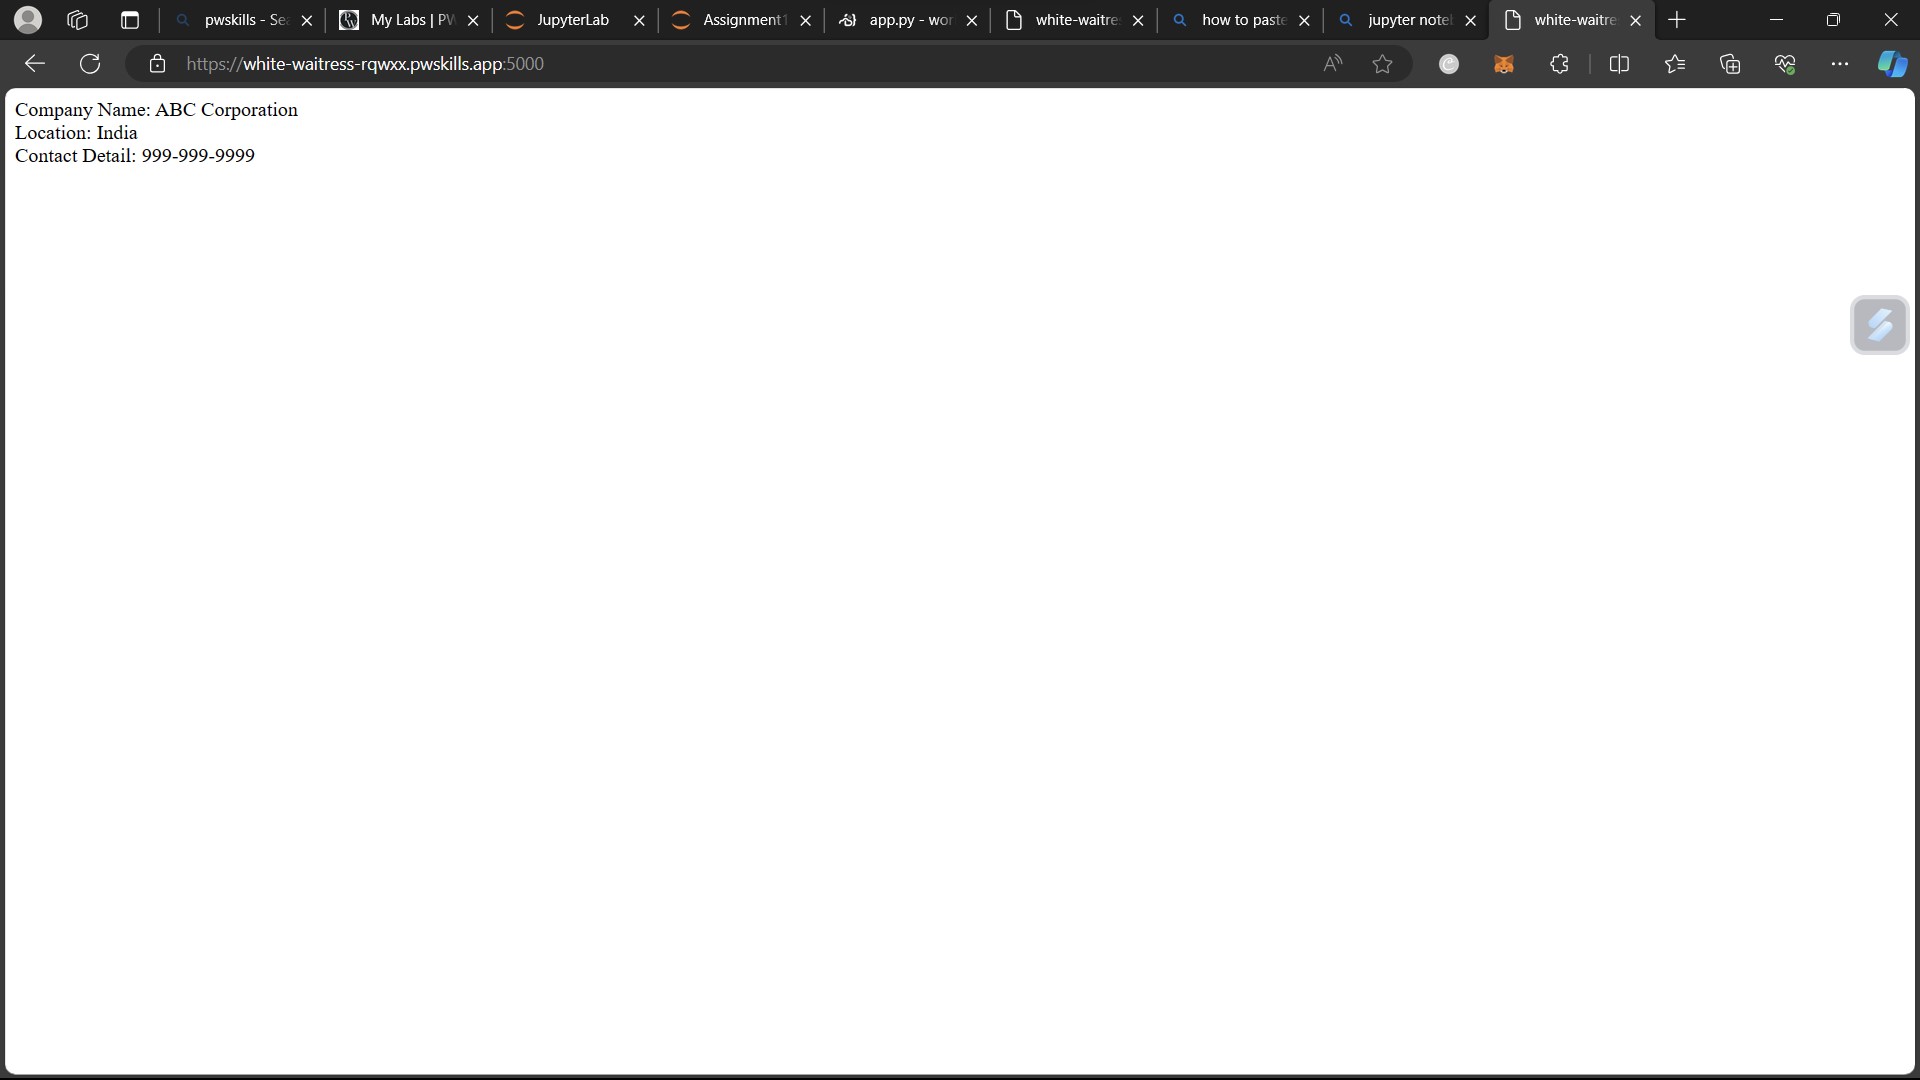 pwskills - Se
My Labs | PW
JupyterLab
Assignment1
app.py - wor
white-waitre
how to paste
jupyter note
white-waitre
https://white-waitress-rqwxx.pwskills.app:5000
Company Name: ABC Corporation
Location: India
Contact Detail: 999-999-9999